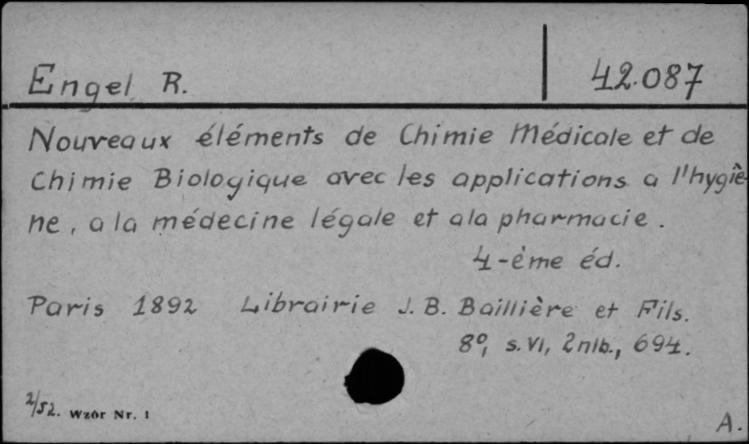 Engel R. 42.087
Nouveaux éléments de Chimie Médicale et de
Chimie Biologique avec les applications a l'hygiè
ne, a la médecine légale et a la pharmacie.
4-ème éd.
Paris 1892 Librairie J. B. Baillière et Fils.
8º, s. VI, 2 nlb., 694.
2/52. Wzór Nr. 1
A.